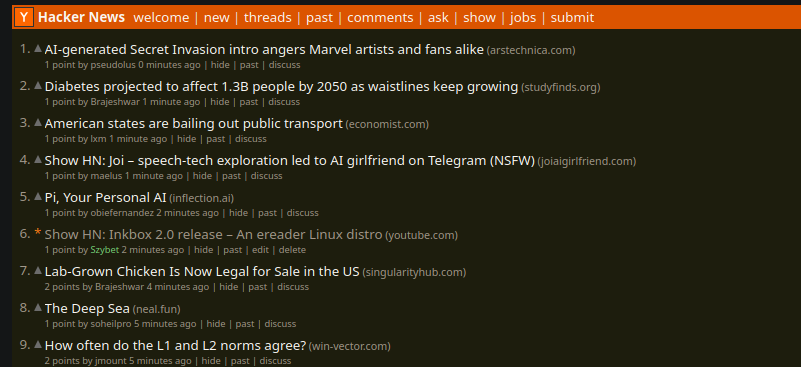 Y Hacker News welcome | new | threads | past | comments | ask | show | jobs | submit
1. AI-generated Secret Invasion intro angers Marvel artists and fans alike (arstechnica.com)
1 point by pseudolus 0 minutes ago | hide | past | discuss
2. Diabetes projected to affect 1.3B people by 2050 as waistlines keep growing (studyfinds.org)
1 point by Brajeshwar 1 minute ago | hide | past | discuss
3. American states are bailing out public transport (economist.com)
1 point by lxm 1 minute ago | hide | past | discuss
4. Show HN: Joi – speech-tech exploration led to AI girlfriend on Telegram (NSFW) (joiaigirlfriend.com)
1 point by maelus 1 minute ago | hide | past | discuss
5. Pi, Your Personal AI (inflection.ai)
1 point by obiefernandez 2 minutes ago | hide | past | discuss
6. * Show HN: Inkbox 2.0 release – An ereader Linux distro (youtube.com)
1 point by Szybet 2 minutes ago | hide | past | edit | delete
7. Lab-Grown Chicken Is Now Legal for Sale in the US (singularityhub.com)
2 points by Brajeshwar 4 minutes ago | hide | past | discuss
8. The Deep Sea (neal.fun)
1 point by soheilpro 5 minutes ago | hide | past | discuss
9. How often do the L1 and L2 norms agree? (win-vector.com)
2 points by jmount 5 minutes ago | hide | past | discuss